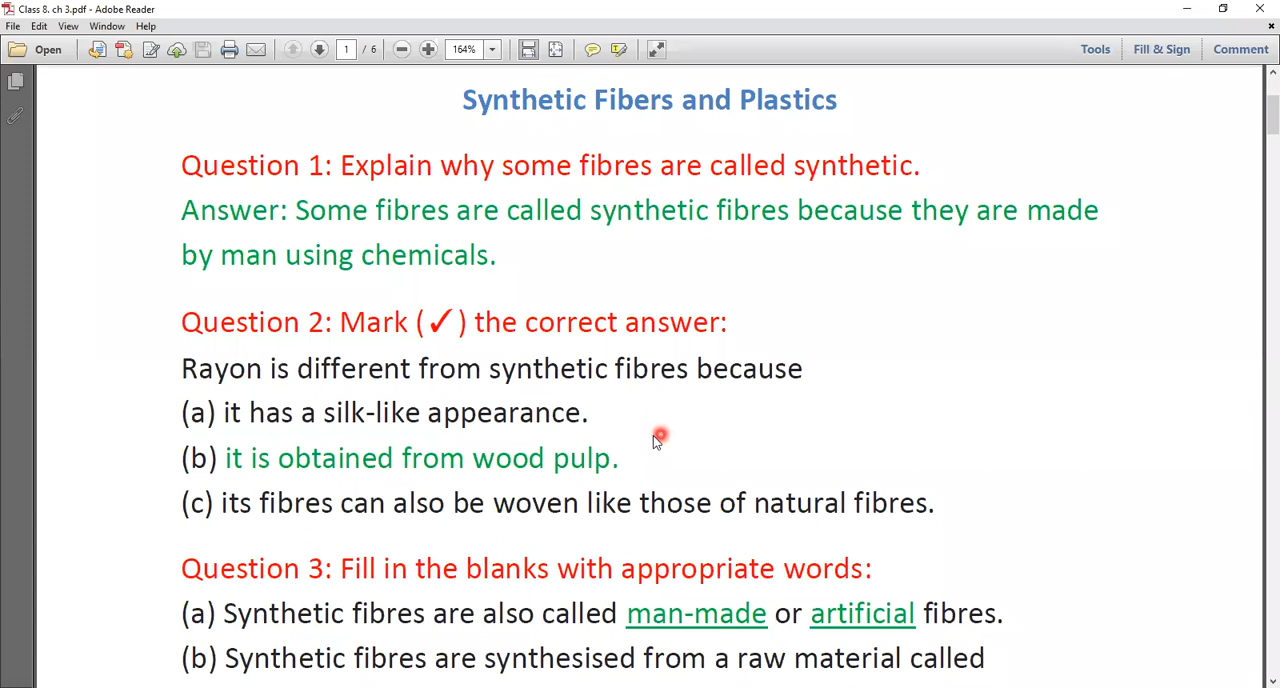 Class 8. ch 3.pdf - Adobe Reader
File Edit View Window Help
Open 1 / 6 164% Tools Fill & Sign Comment
Synthetic Fibers and Plastics
Question 1: Explain why some fibres are called synthetic.
Answer: Some fibres are called synthetic fibres because they are made
by man using chemicals.
Question 2: Mark (✓) the correct answer:
Rayon is different from synthetic fibres because
(a) it has a silk-like appearance.
(b) it is obtained from wood pulp.
(c) its fibres can also be woven like those of natural fibres.
Question 3: Fill in the blanks with appropriate words:
(a) Synthetic fibres are also called man-made or artificial fibres.
(b) Synthetic fibres are synthesised from a raw material called